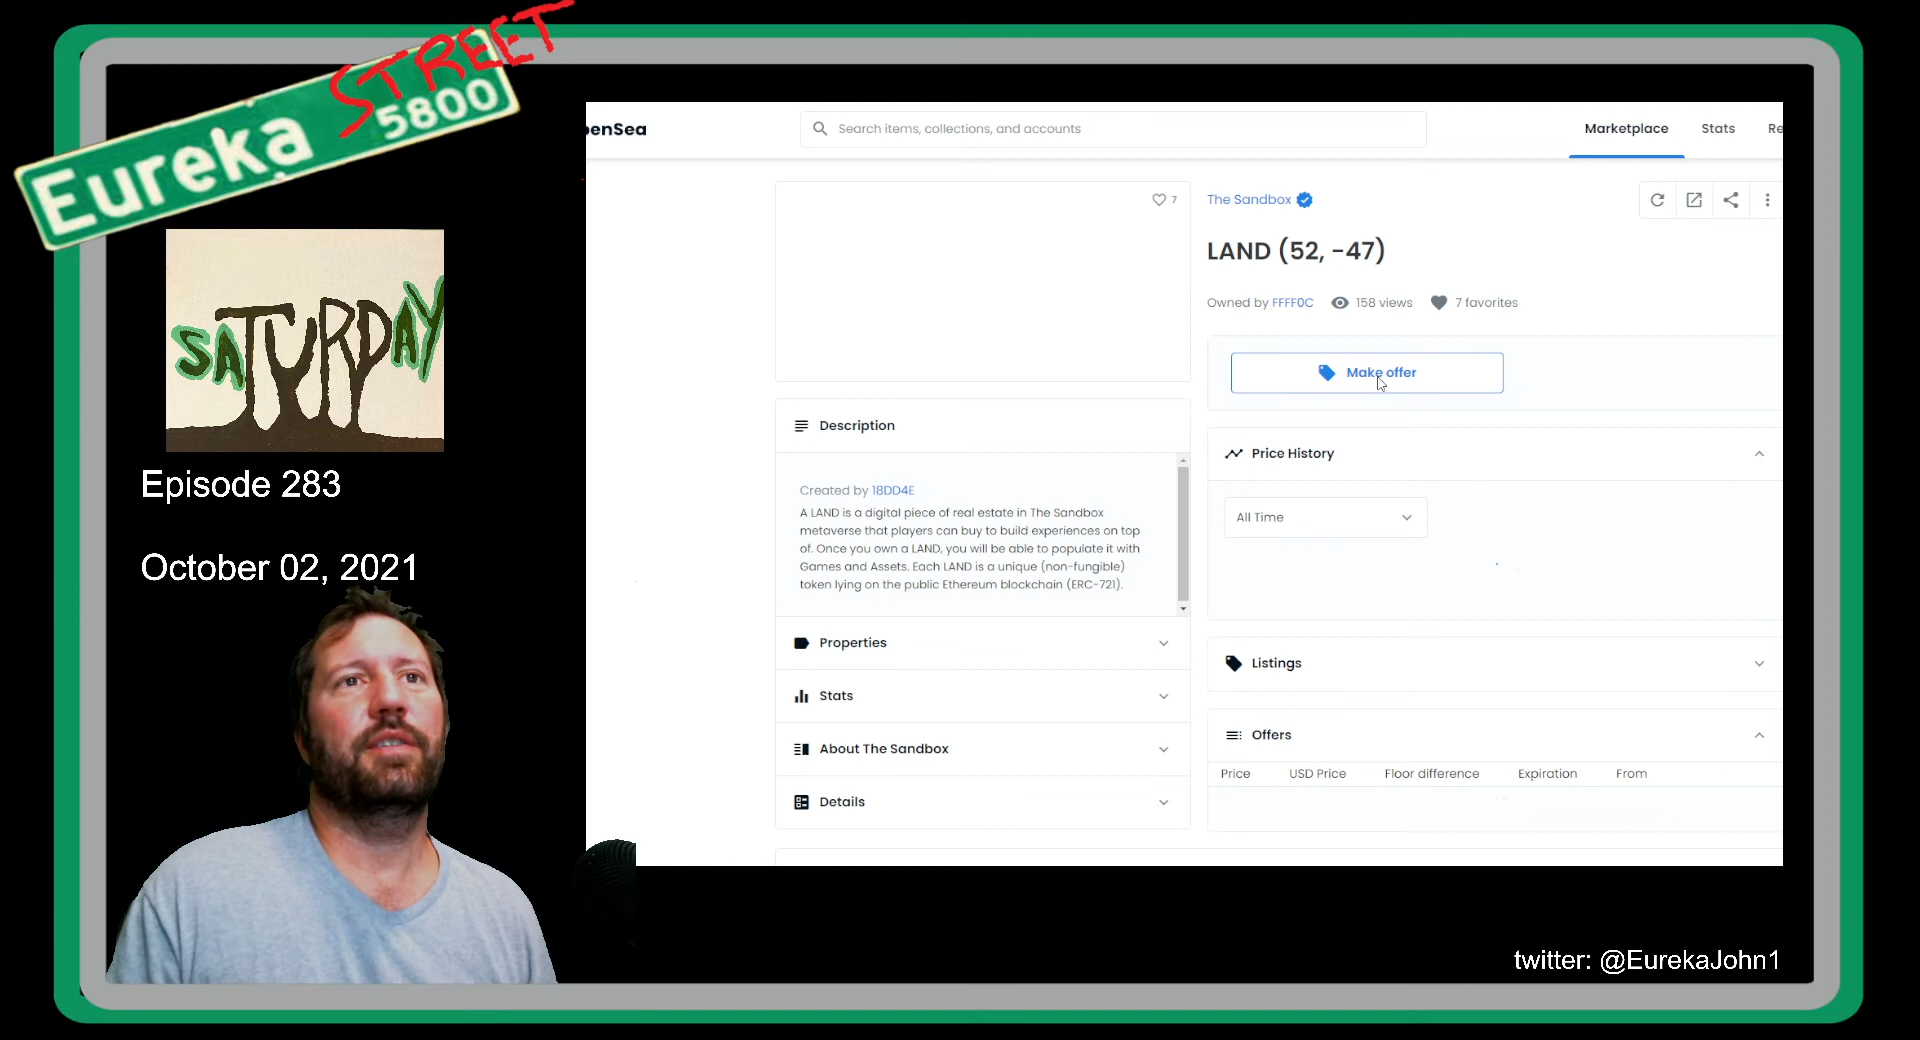 Eureka
STREET
5800
SATURDAY
Episode 283
October 02, 2021
penSea
Search items, collections, and accounts
Marketplace
Stats
Re
7
The Sandbox
LAND (52, -47)
Owned by FFFF0C
158 views
7 favorites
Make offer
Description
Created by 18DD4E
A LAND is a digital piece of real estate in The Sandbox
metaverse that players can buy to build experiences on top
of. Once you own a LAND, you will be able to populate it with
Games and Assets. Each LAND is a unique (non-fungible)
token lying on the public Ethereum blockchain (ERC-721).
Properties
Stats
About The Sandbox
Details
Price History
All Time
Listings
Offers
Price USD Price Floor difference Expiration From
twitter: @EurekaJohn1